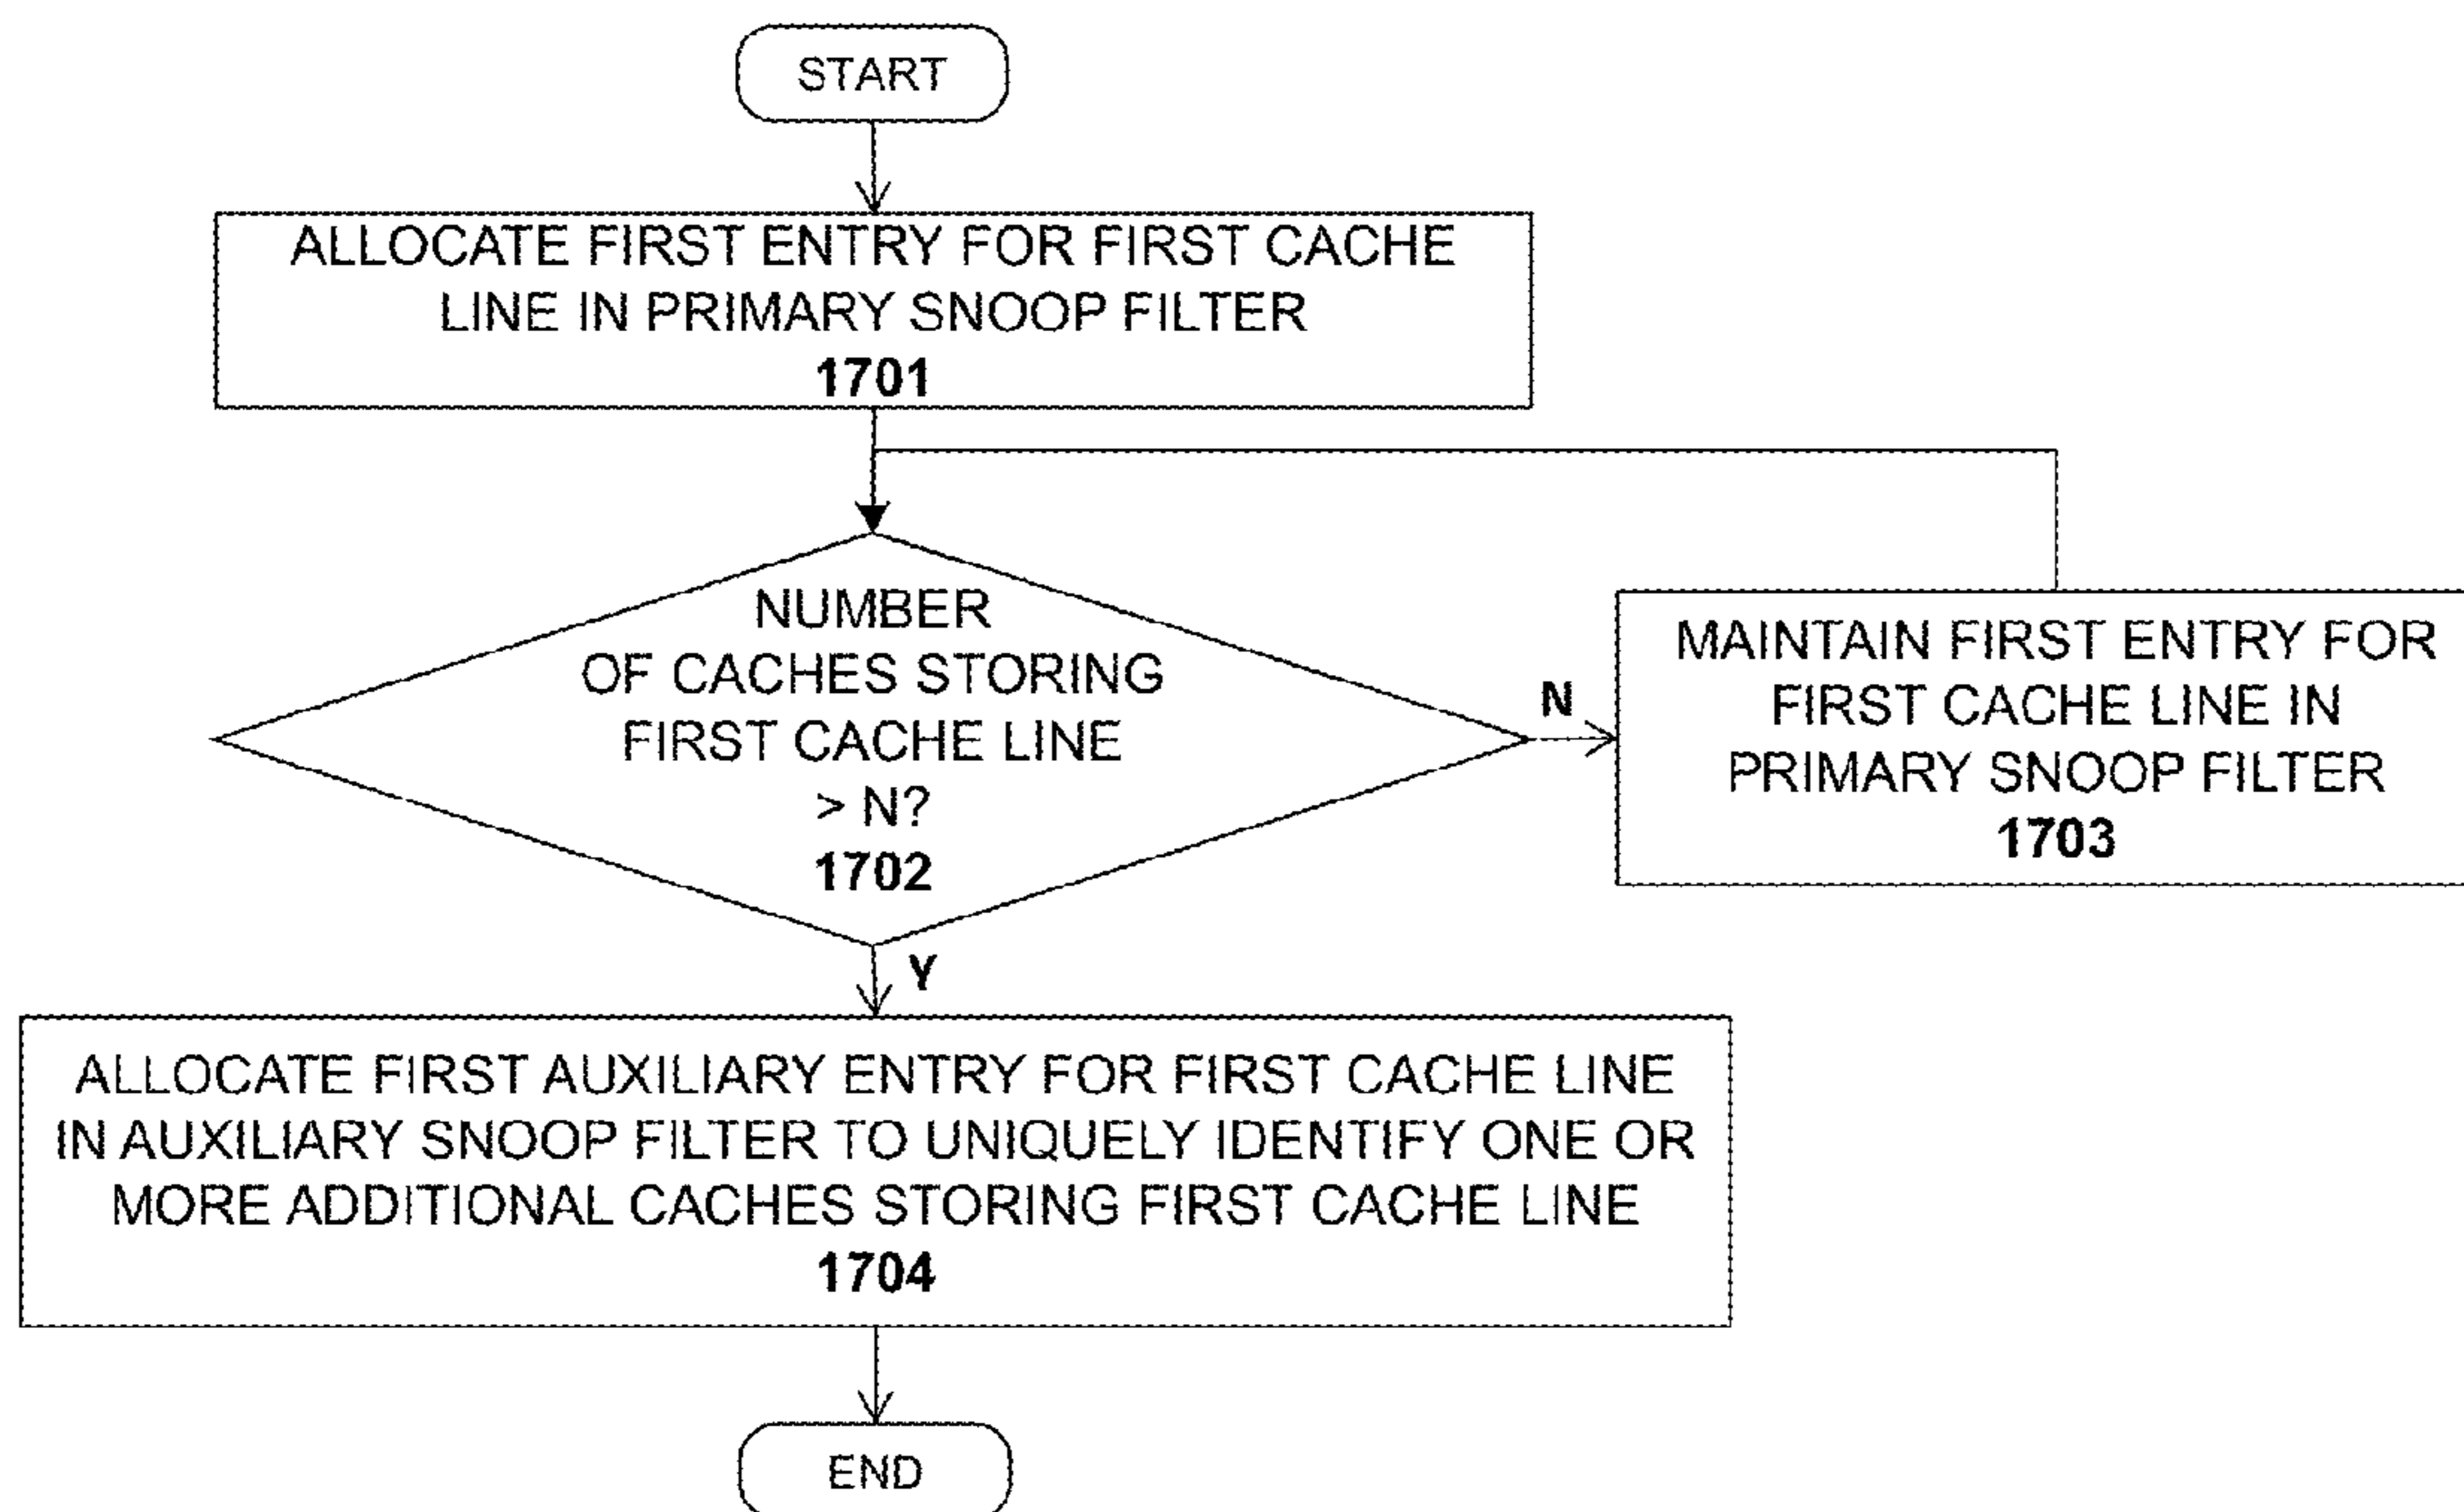 START
ALLOCATE FIRST ENTRY FOR FIRST CACHE
LINE IN PRIMARY SNOOP FILTER
1701
NUMBER
OF CACHES STORING
FIRST CACHE LINE
> N?
1702
N
MAINTAIN FIRST ENTRY FOR
FIRST CACHE LINE IN
PRIMARY SNOOP FILTER
1703
Y
ALLOCATE FIRST AUXILIARY ENTRY FOR FIRST CACHE LINE
IN AUXILIARY SNOOP FILTER TO UNIQUELY IDENTIFY ONE OR
MORE ADDITIONAL CACHES STORING FIRST CACHE LINE
1704
END